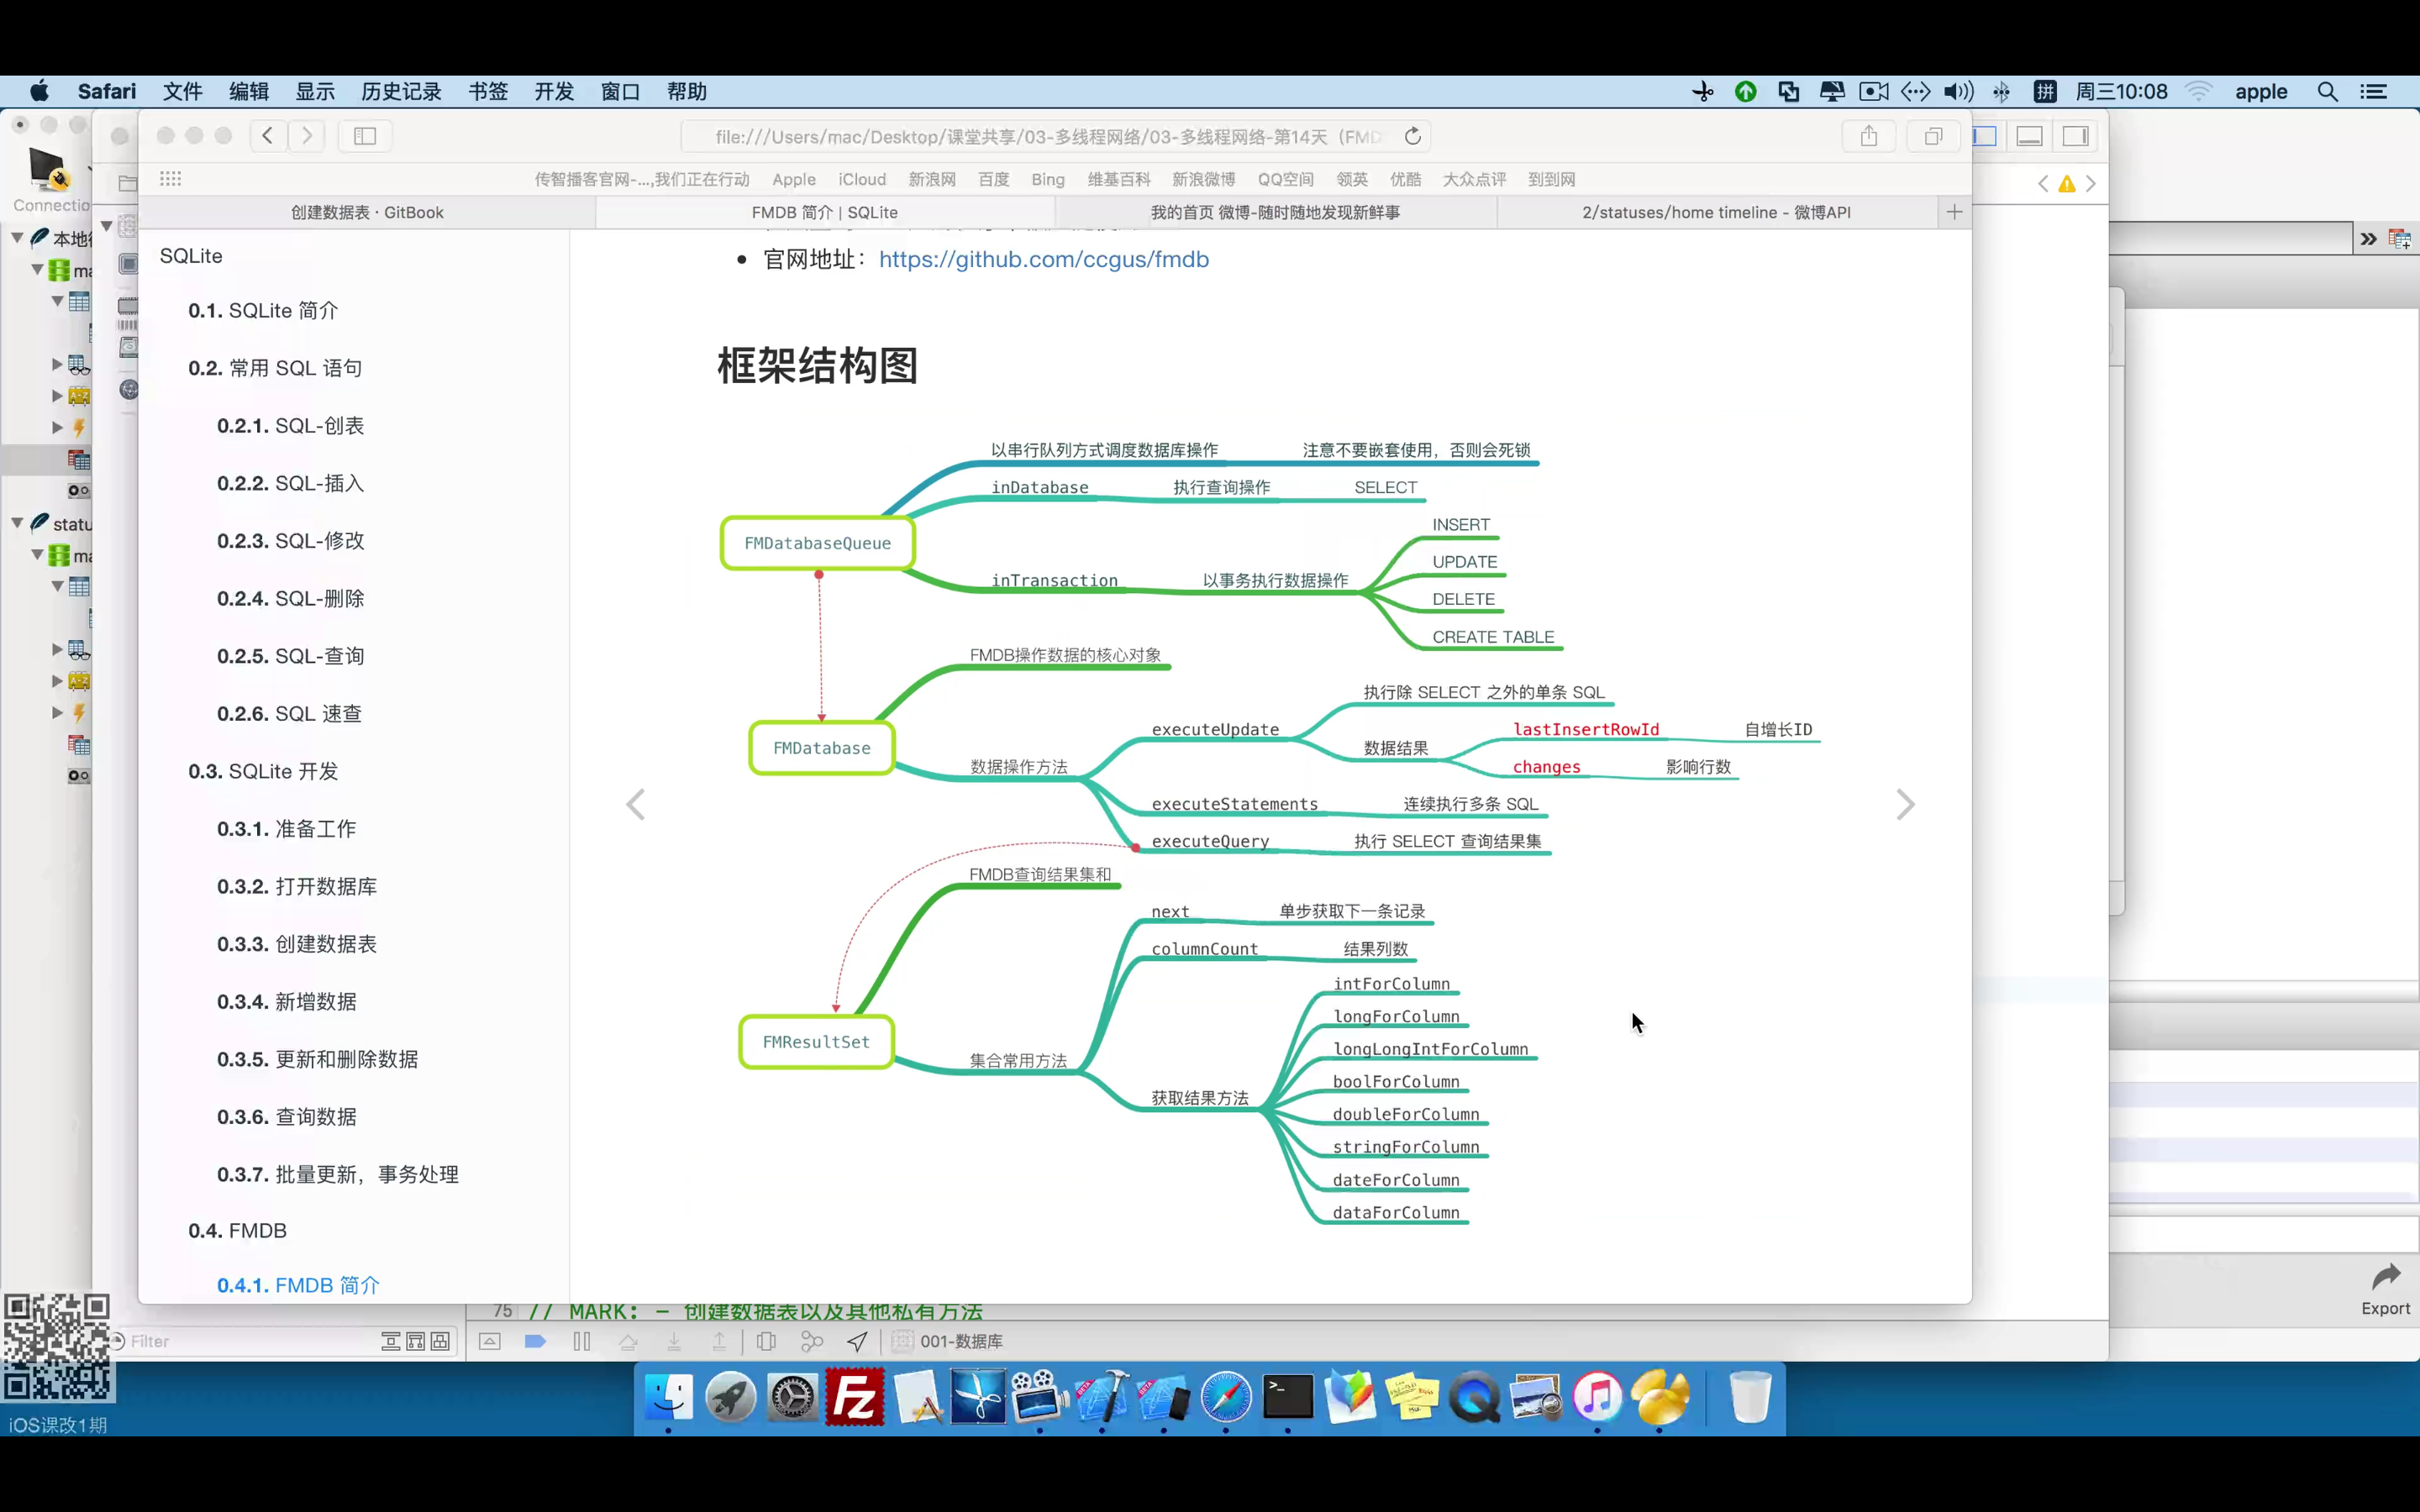 Safari 文件 编辑 显示 历史记录 书签 开发 窗口 帮助 拼 周三10:08 apple
file:///Users/mac/Desktop/课堂共享/03-多线程网络/03-多线程网络-第14天（FMD
传智播客官网-...,我们正在行动 Apple iCloud 新浪网 百度 Bing 维基百科 新浪微博 QQ空间 领英 优酷 大众点评 到到网
创建数据表 · GitBook FMDB 简介 | SQLite 我的首页 微博-随时随地发现新鲜事 2/statuses/home timeline - 微博API
Connectio
本地
ma
statu
ma
SQLite
0.1. SQLite 简介
0.2. 常用 SQL 语句
0.2.1. SQL-创表
0.2.2. SQL-插入
0.2.3. SQL-修改
0.2.4. SQL-删除
0.2.5. SQL-查询
0.2.6. SQL 速查
0.3. SQLite 开发
0.3.1. 准备工作
0.3.2. 打开数据库
0.3.3. 创建数据表
0.3.4. 新增数据
0.3.5. 更新和删除数据
0.3.6. 查询数据
0.3.7. 批量更新，事务处理
0.4. FMDB
0.4.1. FMDB 简介
• 官网地址：https://github.com/ccgus/fmdb
框架结构图
以串行队列方式调度数据库操作 注意不要嵌套使用，否则会死锁
inDatabase 执行查询操作 SELECT
FMDatabaseQueue
inTransaction 以事务执行数据操作
INSERT
UPDATE
DELETE
CREATE TABLE
FMDB操作数据的核心对象
FMDatabase
数据操作方法
executeUpdate
执行除 SELECT 之外的单条 SQL
数据结果
lastInsertRowId 自增长ID
changes 影响行数
executeStatements 连续执行多条 SQL
executeQuery 执行 SELECT 查询结果集
FMDB查询结果集和
FMResultSet
集合常用方法
next 单步获取下一条记录
columnCount 结果列数
获取结果方法
intForColumn
longForColumn
longLongIntForColumn
boolForColumn
doubleForColumn
stringForColumn
dateForColumn
dataForColumn
75 // MARK: - 创建数据表以及其他私有方法
Filter
001-数据库
Export
iOS课改1期